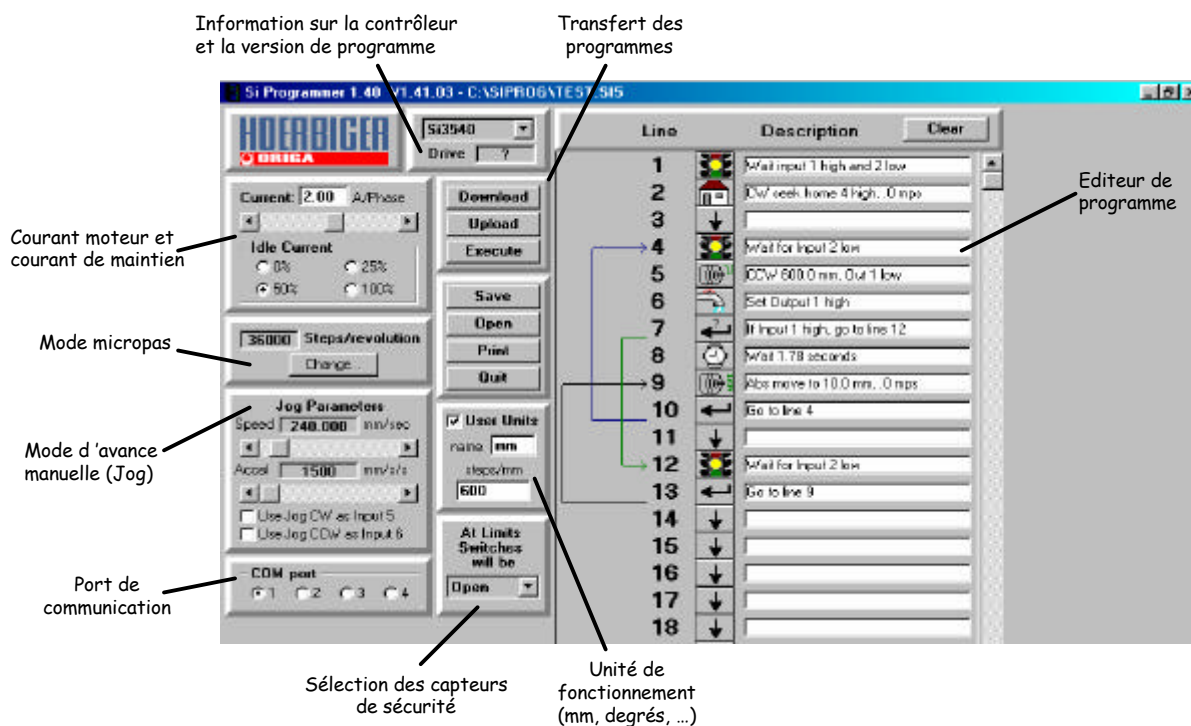 Information sur la contrôleur
et la version de programme
Transfert des
programmes
Si Programmer 1.40 V1.41.03 - C:\SIPROG\TEST.SI5
HOERBIGER
ORIGA
Si3540
Drive ?
Line Description Clear
Current: 2.00 A/Phase
Idle Current
0% 25%
50% 100%
Courant moteur et
courant de maintien
36000 Steps/revolution
Change...
Mode micropas
Jog Parameters
Speed 240.000 mm/sec
Accel 1500 mm/s/s
Use Jog CW as Input 5
Use Jog CCW as Input 6
Mode d 'avance
manuelle (Jog)
COM port
1 2 3 4
Port de
communication
Download
Upload
Execute
Save
Open
Print
Quit
User Units
name mm
steps/mm
600
At Limits
Switches
will be
Open
Sélection des capteurs
de sécurité
Unité de
fonctionnement
(mm, degrés, ...)
1 Wait input 1 high and 2 low
2 CW seek home 4 high, .0 mps
3
4 Wait for Input 2 low
5 CCW 600.0 mm, Out 1 low
6 Set Output 1 high
7 If Input 1 high, go to line 12
8 Wait 1.78 seconds
9 Abs move to 10.0 mm, .0 mps
10 Go to line 4
11
12 Wait for Input 2 low
13 Go to line 9
14
15
16
17
18
Editeur de
programme